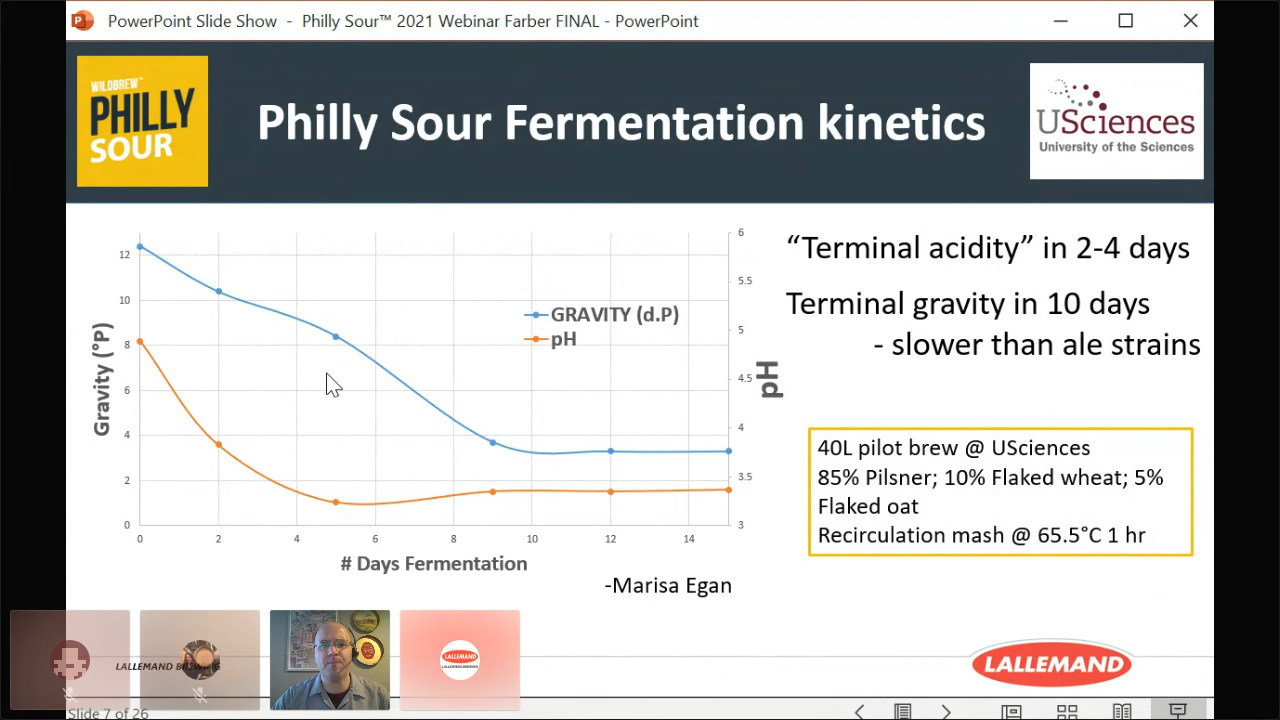 PowerPoint Slide Show - Philly Sour™ 2021 Webinar Farber FINAL - PowerPoint
WILDBREW™
PHILLY
SOUR
Philly Sour Fermentation kinetics
USciences
University of the Sciences
12
10
8
6
4
2
0
Gravity (°P)
0 2 4 6 8 10 12 14
# Days Fermentation
6
5.5
5
4.5
4
3.5
3
pH
GRAVITY (d.P)
pH
-Marisa Egan
“Terminal acidity” in 2-4 days
Terminal gravity in 10 days
- slower than ale strains
40L pilot brew @ USciences
85% Pilsner; 10% Flaked wheat; 5%
Flaked oat
Recirculation mash @ 65.5°C 1 hr
LALLEMAND BREWING
LALLEMAND
LALLEMAND
Slide 7 of 26